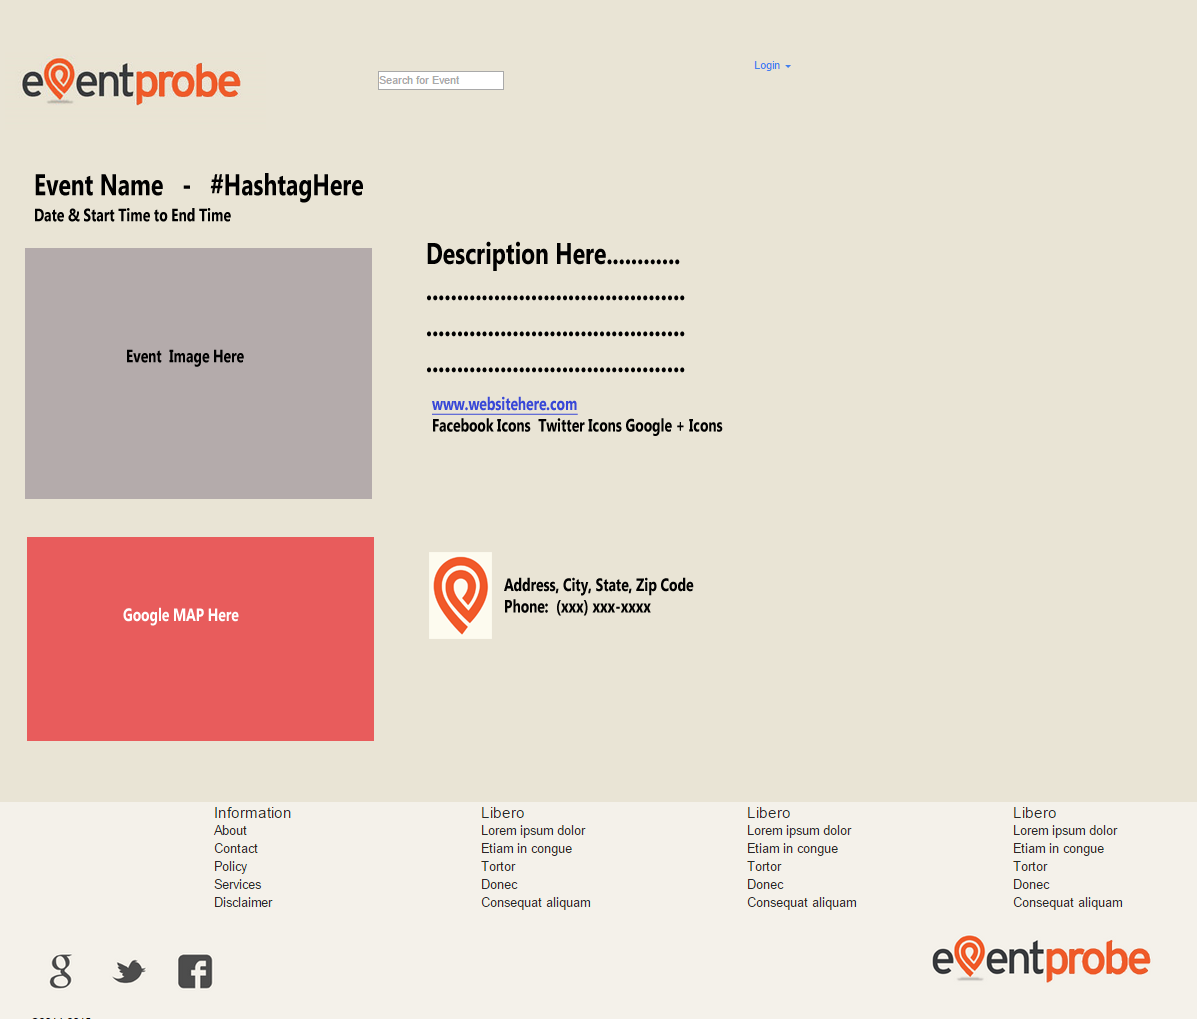 eventprobe
Search for Event
Login
Event Name - #HashtagHere
Date & Start Time to End Time
Description Here............
..........................................
..........................................
..........................................
Event Image Here
www.websitehere.com
Facebook Icons Twitter Icons Google + Icons
Google MAP Here
Address, City, State, Zip Code
Phone: (xxx) xxx-xxxx
Information
About
Contact
Policy
Services
Disclaimer
Libero
Lorem ipsum dolor
Etiam in congue
Tortor
Donec
Consequat aliquam
Libero
Lorem ipsum dolor
Etiam in congue
Tortor
Donec
Consequat aliquam
Libero
Lorem ipsum dolor
Etiam in congue
Tortor
Donec
Consequat aliquam
eventprobe